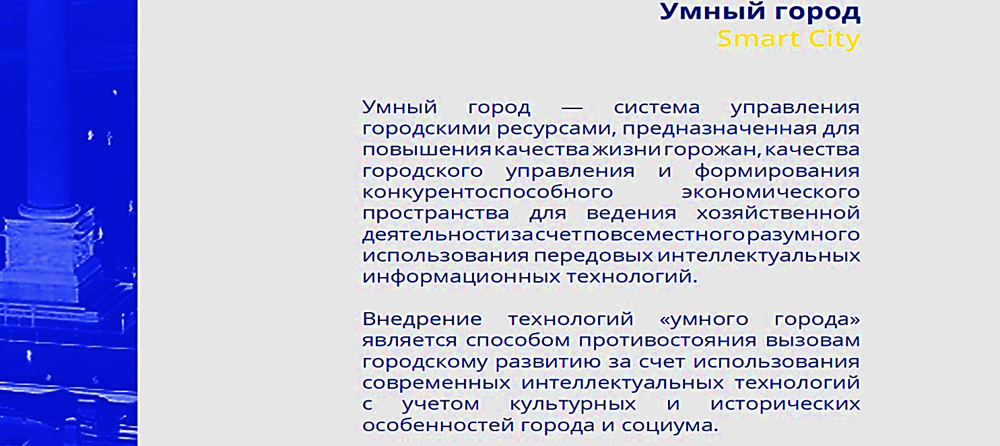 Умный город
Smart City
Умный город — система управления
городскими ресурсами, предназначенная для
повышения качества жизни горожан, качества
городского управления и формирования
конкурентоспособного экономического
пространства для ведения хозяйственной
деятельности за счет повсеместного разумного
использования передовых интеллектуальных
информационных технологий.
Внедрение технологий «умного города»
является способом противостояния вызовам
городскому развитию за счет использования
современных интеллектуальных технологий
с учетом культурных и исторических
особенностей города и социума.